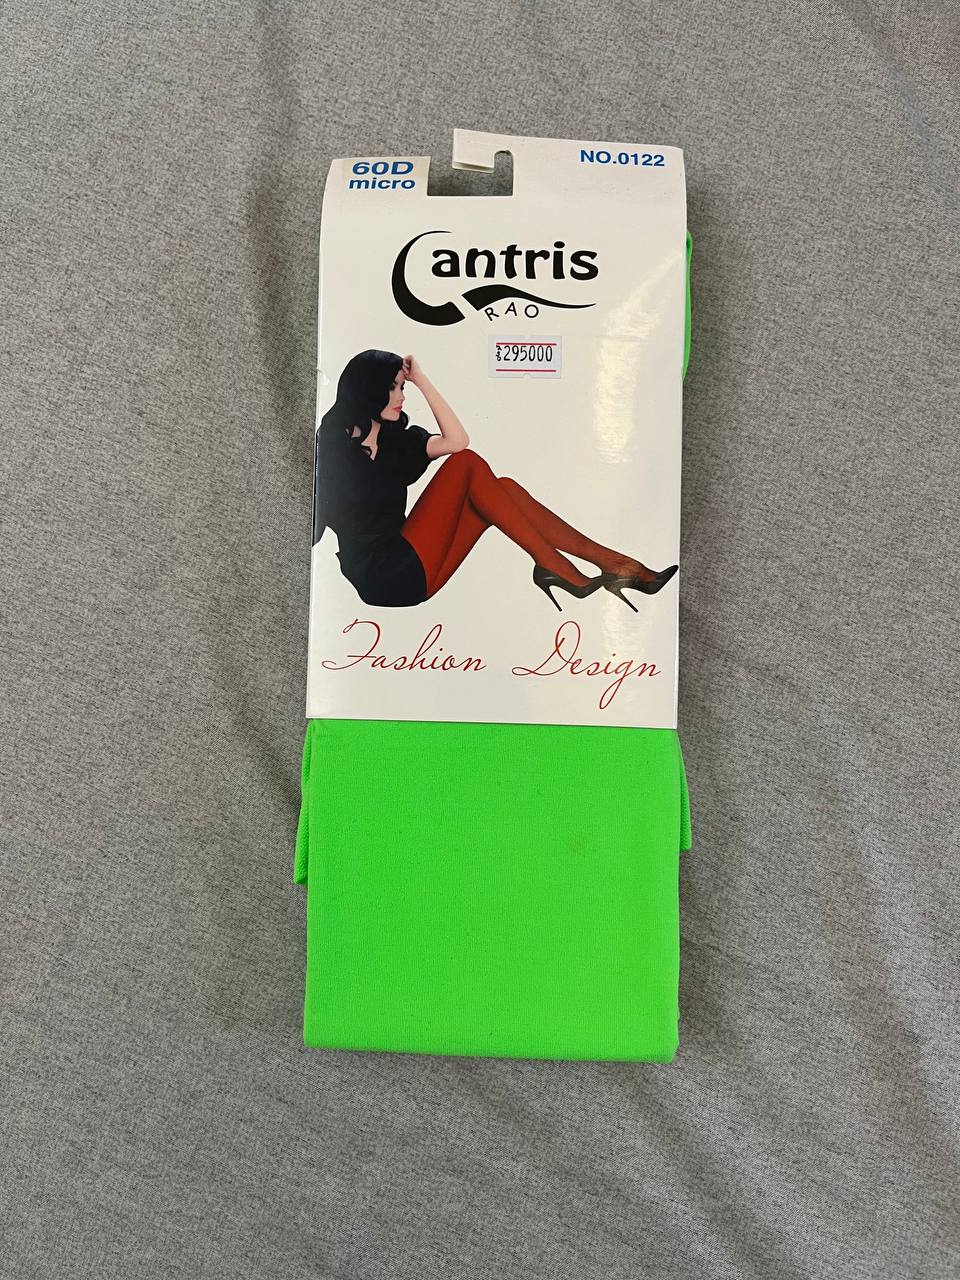 60D
micro
NO.0122
Cantris
RAO
295000
Fashion Design